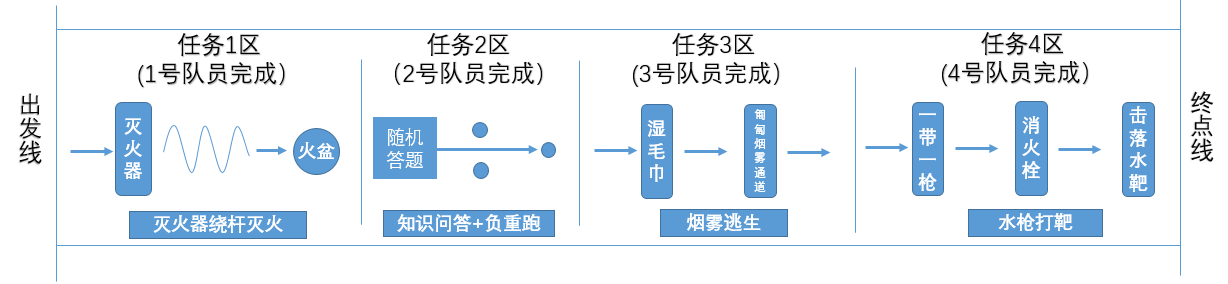 出发线
任务1区
(1号队员完成）
灭火器
火盆
灭火器绕杆灭火
任务2区
（2号队员完成）
随机
答题
知识问答+负重跑
任务3区
(3号队员完成）
湿毛巾
匍匐烟雾通道
烟雾逃生
任务4区
(4号队员完成）
一带一枪
消火栓
击落水靶
水枪打靶
终点线